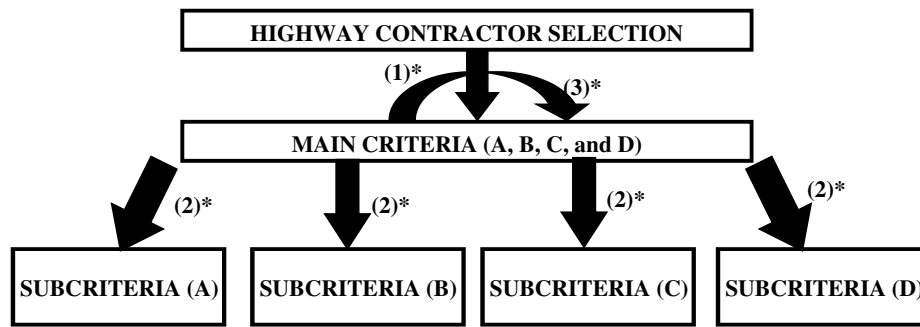 HIGHWAY CONTRACTOR SELECTION
(1)*
(3)*
MAIN CRITERIA (A, B, C, and D)
(2)*
(2)*
(2)*
(2)*
SUBCRITERIA (A)
SUBCRITERIA (B)
SUBCRITERIA (C)
SUBCRITERIA (D)